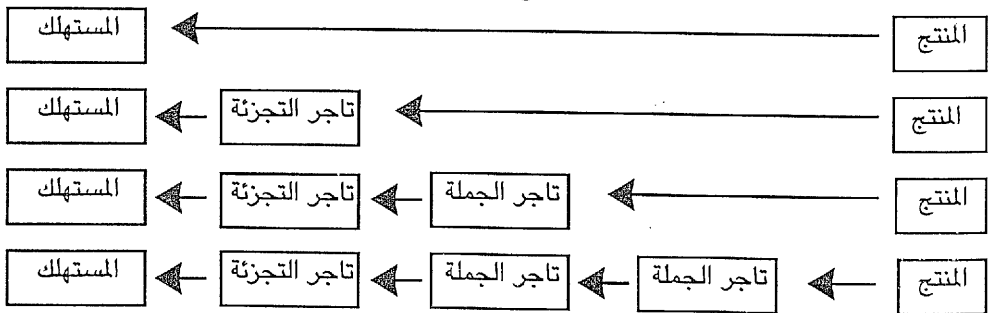 المنتج المستهلك
المنتج تاجر التجزئة المستهلك
المنتج تاجر الجملة تاجر التجزئة المستهلك
المنتج تاجر الجملة تاجر الجملة تاجر التجزئة المستهلك